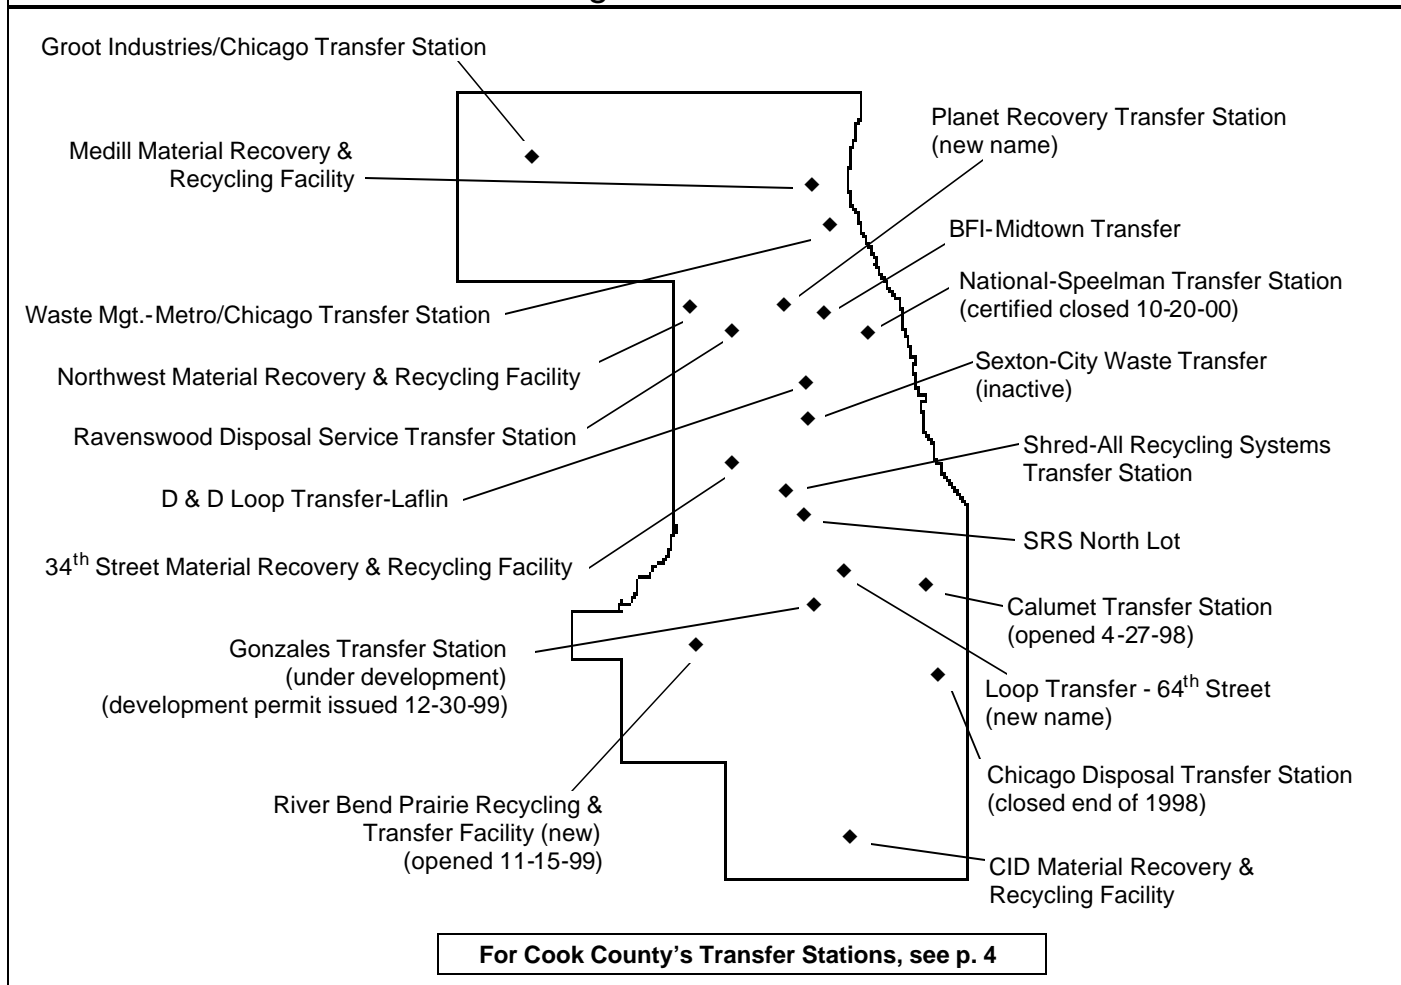 Groot Industries/Chicago Transfer Station
Medill Material Recovery &
Recycling Facility
Planet Recovery Transfer Station
(new name)
BFI-Midtown Transfer
National-Speelman Transfer Station
(certified closed 10-20-00)
Waste Mgt.-Metro/Chicago Transfer Station
Northwest Material Recovery & Recycling Facility
Sexton-City Waste Transfer
(inactive)
Ravenswood Disposal Service Transfer Station
Shred-All Recycling Systems
Transfer Station
D & D Loop Transfer-Laflin
SRS North Lot
34th Street Material Recovery & Recycling Facility
Calumet Transfer Station
(opened 4-27-98)
Gonzales Transfer Station
(under development)
(development permit issued 12-30-99)
Loop Transfer - 64th Street
(new name)
Chicago Disposal Transfer Station
(closed end of 1998)
River Bend Prairie Recycling &
Transfer Facility (new)
(opened 11-15-99)
CID Material Recovery &
Recycling Facility
For Cook County’s Transfer Stations, see p. 4